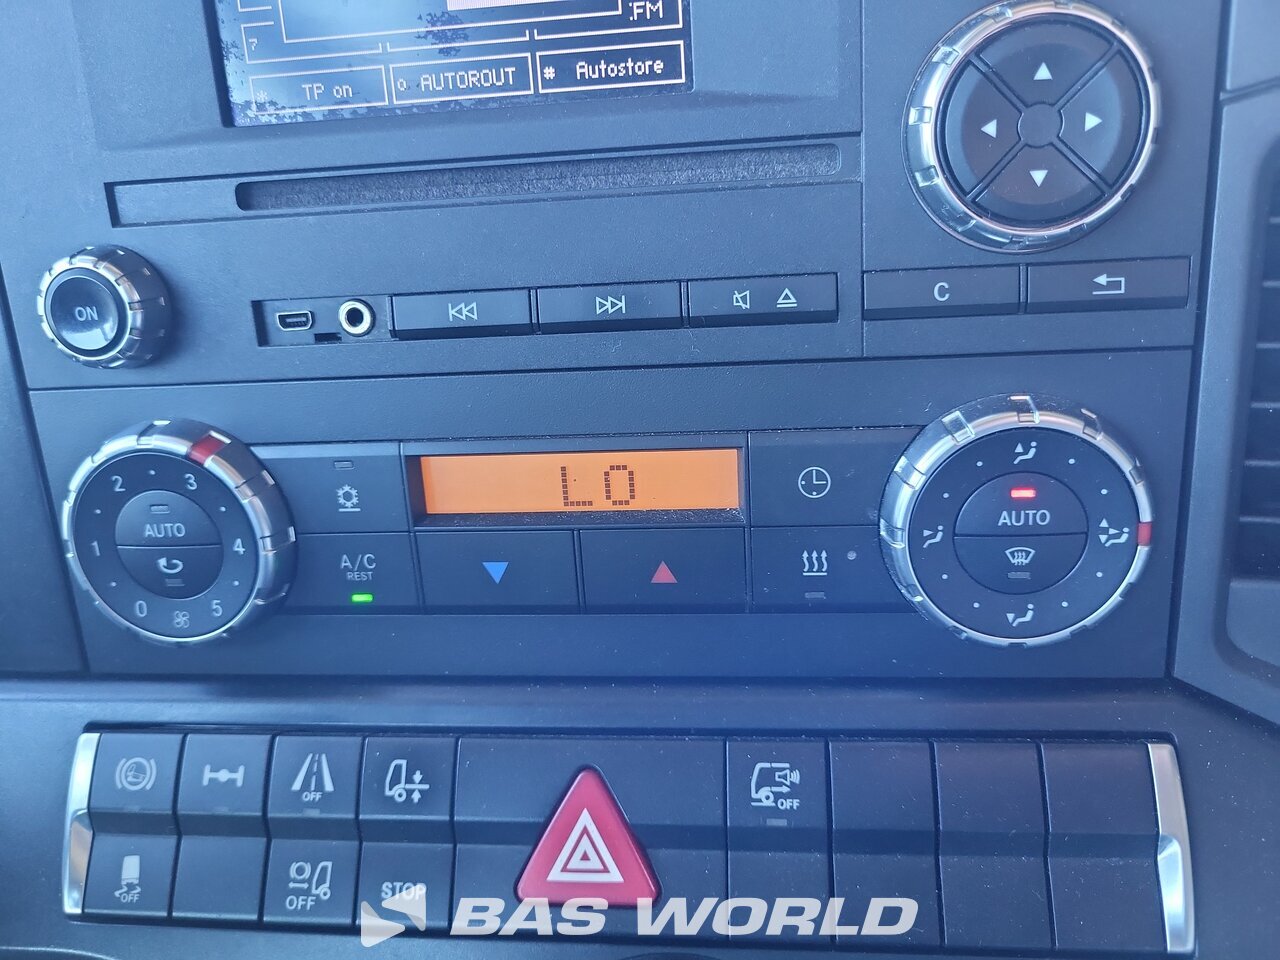 :FM
7
* TP on
o AUTOROUT
# Autostore
ON
C
2 3
AUTO
1 4
0 5
A/C
REST
LO
AUTO
OFF
OFF
OFF
OFF
STOP
BAS WORLD